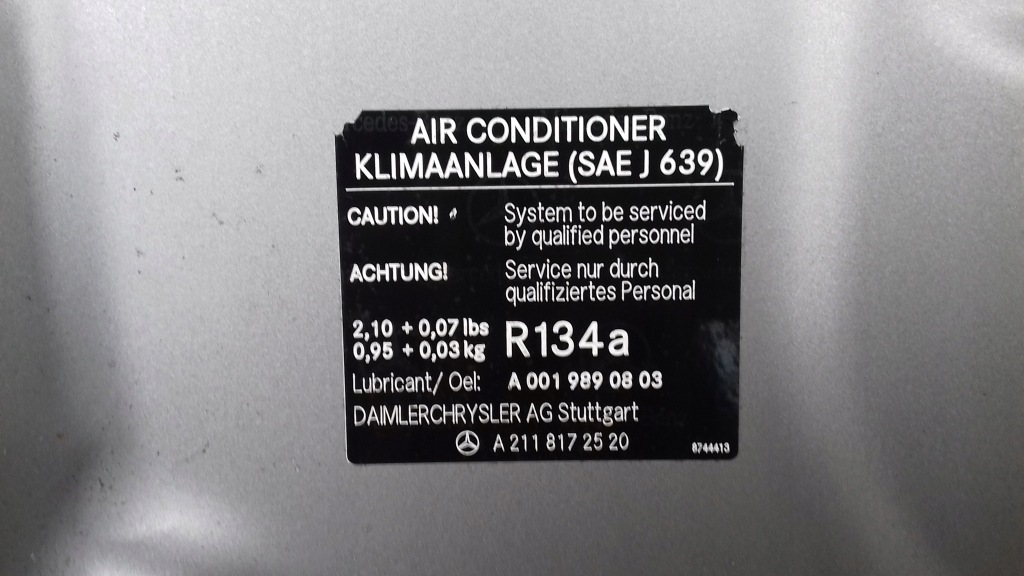 AIR CONDITIONER
KLIMAANLAGE (SAE J 639)
CAUTION! System to be serviced
by qualified personnel
ACHTUNG! Service nur durch
qualifiziertes Personal
2,10 + 0,07 lbs
0,95 + 0,03 kg
R134a
Lubricant/ Oel: A 001 989 08 03
DAIMLERCHRYSLER AG Stuttgart
A 211 817 25 20
8744413